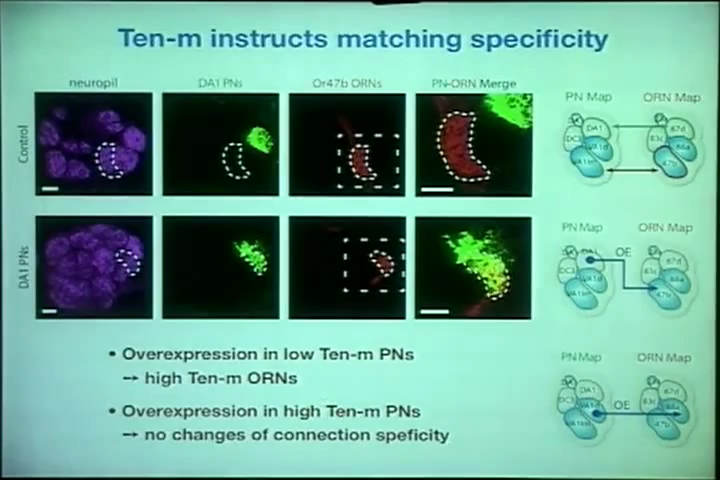 Ten-m instructs matching specificity
neuropil
DA1 PNs
Or47b ORNs
PN-ORN Merge
Control
DA1 PNs
• Overexpression in low Ten-m PNs
→ high Ten-m ORNs
• Overexpression in high Ten-m PNs
→ no changes of connection speficity
PN Map
ORN Map
DA1
DC3
VA1d
67d
83c
88a
47b
PN Map
ORN Map
OE
DC3
VA1d
67d
83c
88a
47b
PN Map
ORN Map
DA1
DC3
OE
67d
83c
47b